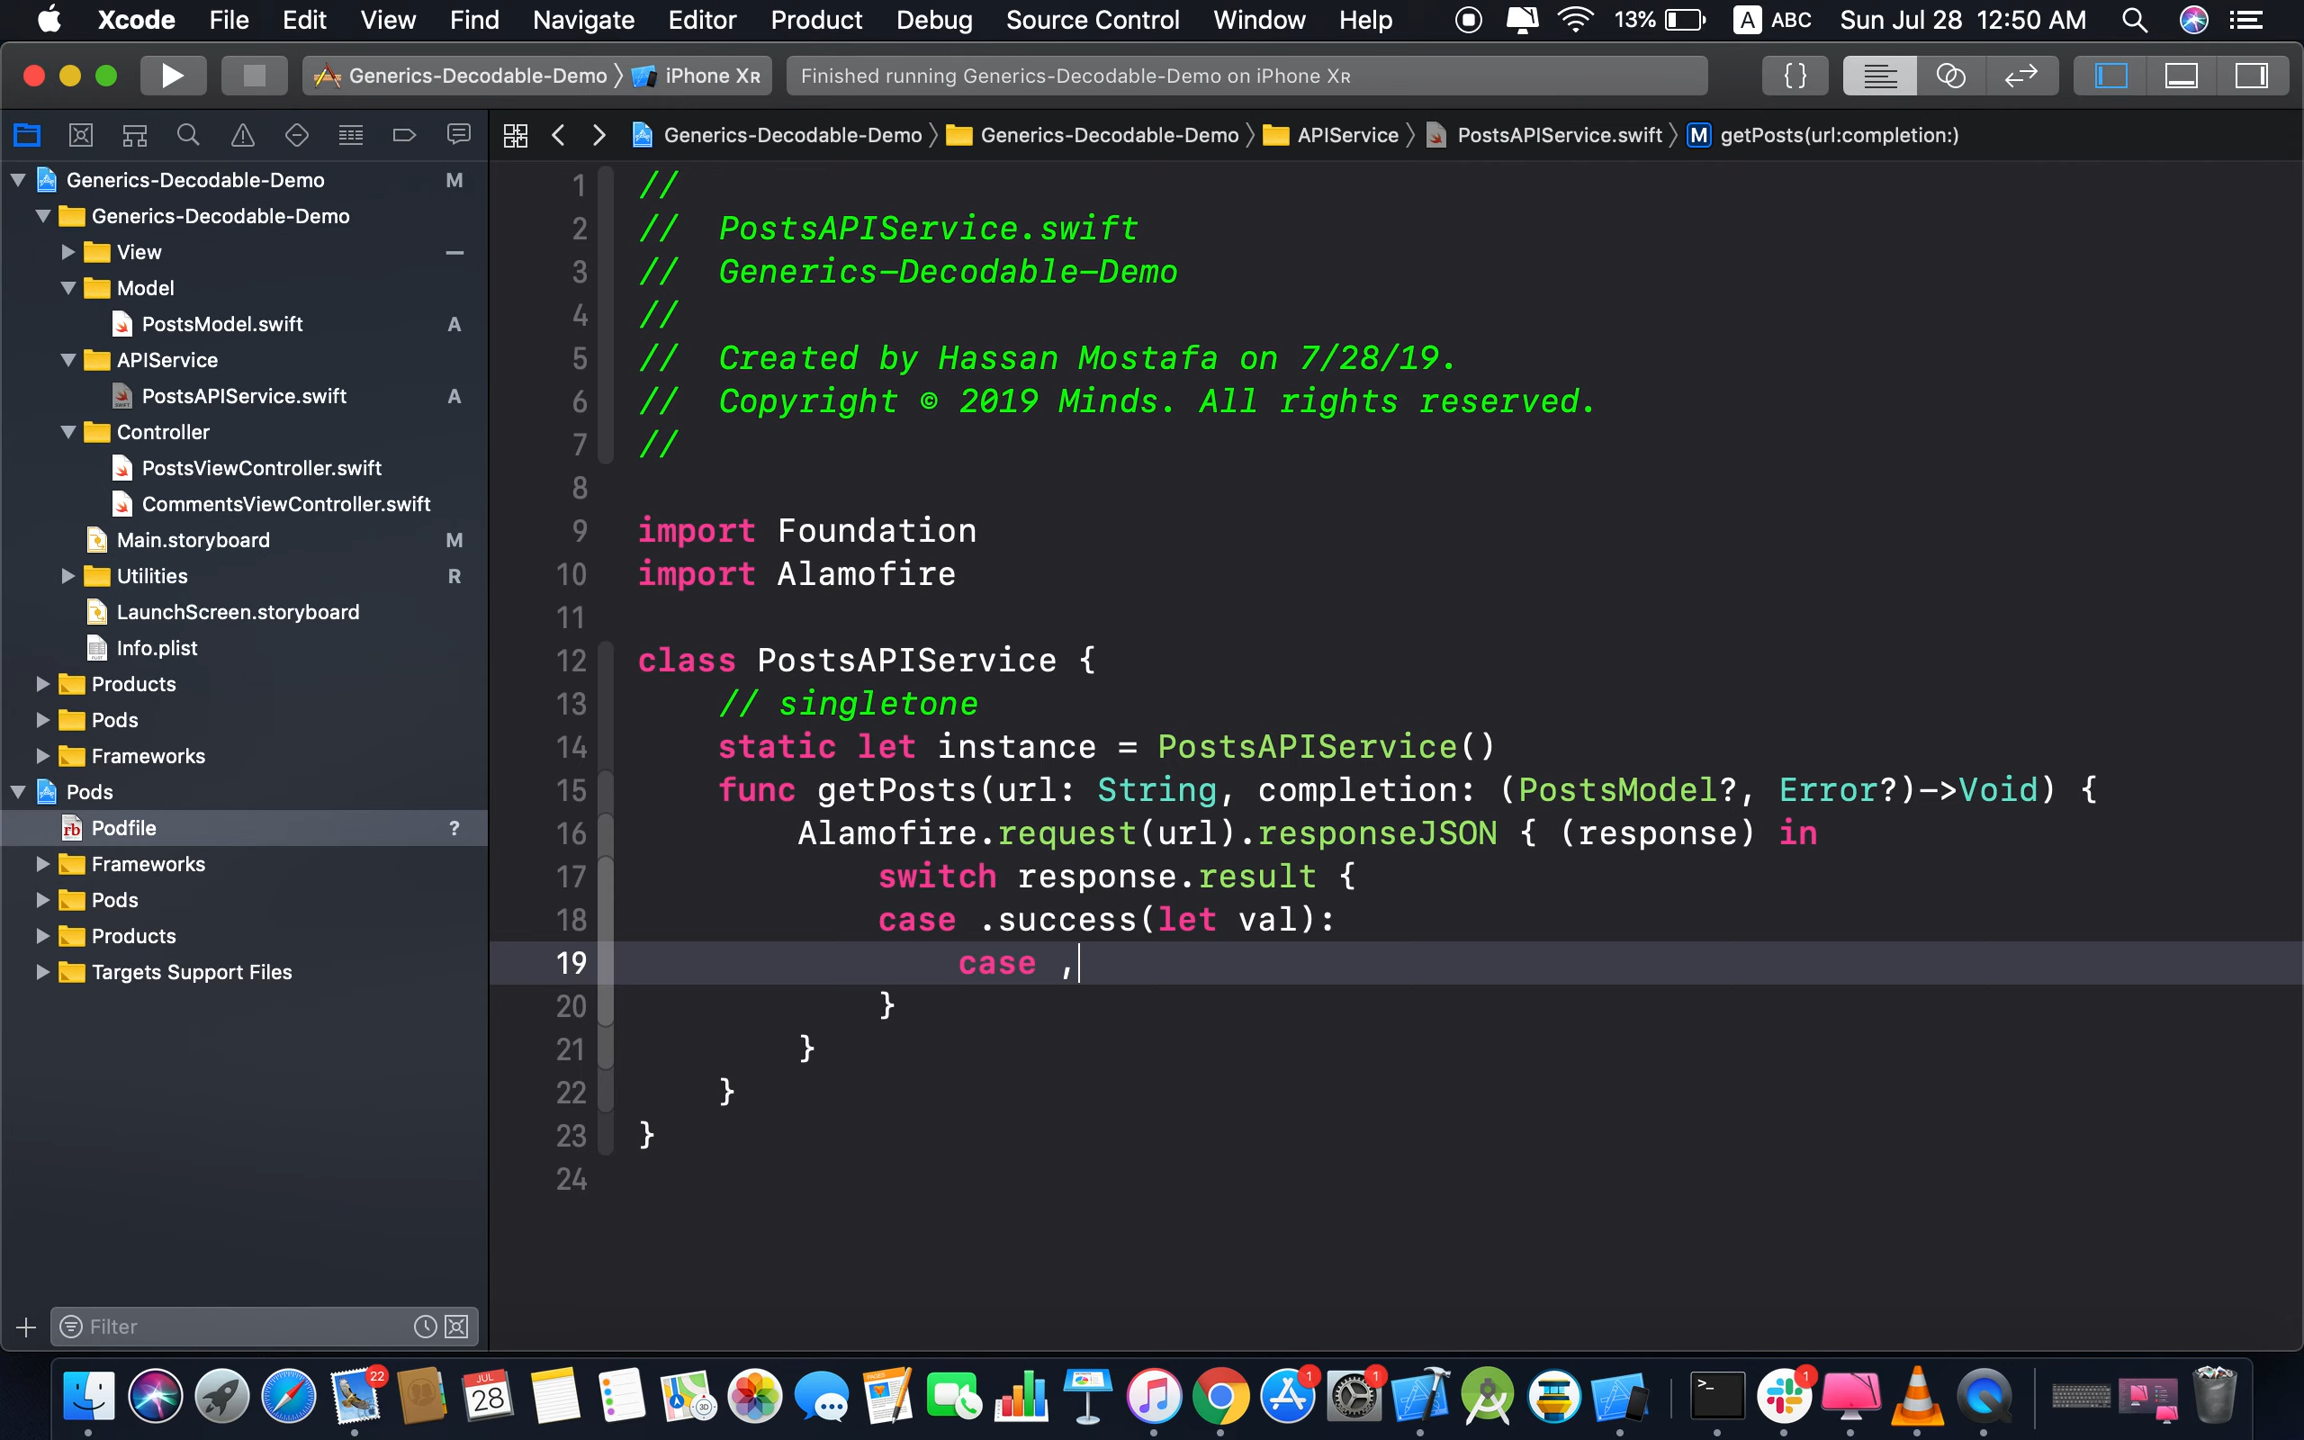 Xcode File Edit View Find Navigate Editor Product Debug Source Control Window Help 13% A ABC Sun Jul 28 12:50 AM
Generics-Decodable-Demo 〉 iPhone XR Finished running Generics-Decodable-Demo on iPhone XR { }
Generics-Decodable-Demo 〉 Generics-Decodable-Demo 〉 APIService 〉 PostsAPIService.swift 〉 M getPosts(url:completion:)
Generics-Decodable-Demo M
Generics-Decodable-Demo
View
Model
PostsModel.swift A
APIService
PostsAPIService.swift A
Controller
PostsViewController.swift
CommentsViewController.swift
Main.storyboard M
Utilities R
LaunchScreen.storyboard
Info.plist
Products
Pods
Frameworks
Pods
rb Podfile ?
Frameworks
Pods
Products
Targets Support Files
Filter
1 //
2 //  PostsAPIService.swift
3 //  Generics-Decodable-Demo
4 //
5 //  Created by Hassan Mostafa on 7/28/19.
6 //  Copyright © 2019 Minds. All rights reserved.
7 //
8
9 import Foundation
10 import Alamofire
11
12 class PostsAPIService {
13 // singletone
14 static let instance = PostsAPIService()
15 func getPosts(url: String, completion: (PostsModel?, Error?)->Void) {
16 Alamofire.request(url).responseJSON { (response) in
17 switch response.result {
18 case .success(let val):
19 case ,
20 }
21 }
22 }
23 }
24
22 JUL 28 3D 1 1 >_ 1